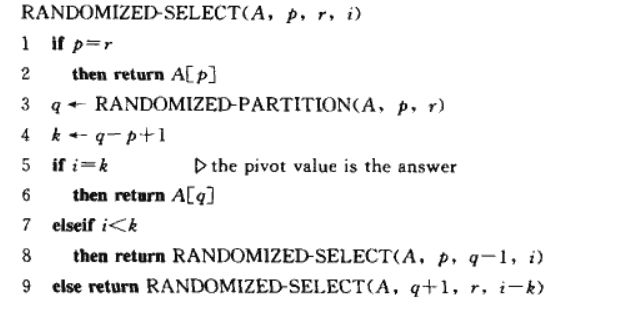 RANDOMIZED-SELECT(A, p, r, i)
1 if p=r
2 then return A[p]
3 q ← RANDOMIZED-PARTITION(A, p, r)
4 k ← q-p+1
5 if i=k ▷ the pivot value is the answer
6 then return A[q]
7 elseif i<k
8 then return RANDOMIZED-SELECT(A, p, q-1, i)
9 else return RANDOMIZED-SELECT(A, q+1, r, i-k)